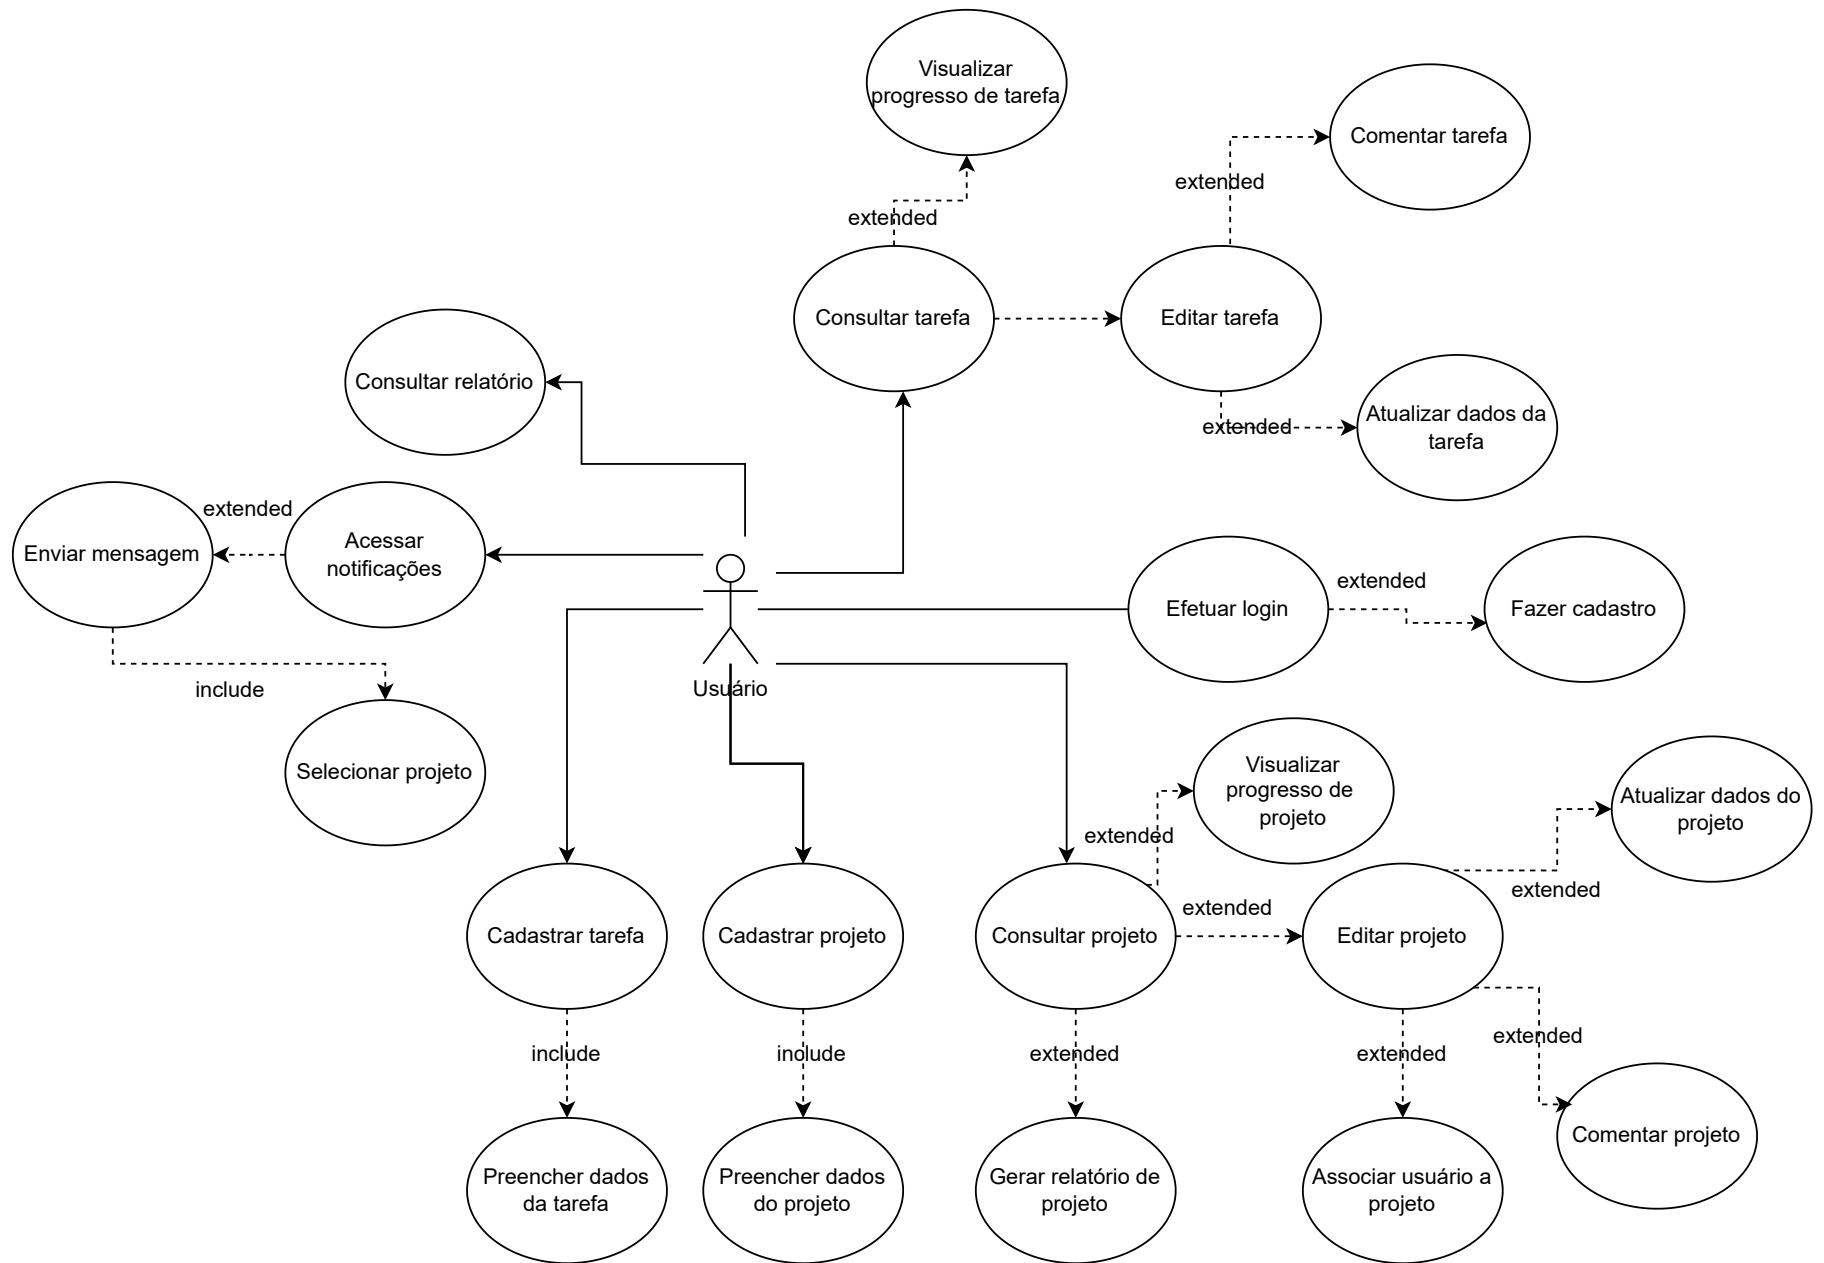 Visualizar
progresso de tarefa
Comentar tarefa
extended
extended
Consultar tarefa
Editar tarefa
Consultar relatório
Atualizar dados da
tarefa
extended
extended
Enviar mensagem
Acessar
notificações
extended
Efetuar login
Fazer cadastro
include
Usuário
Selecionar projeto
Visualizar
progresso de
projeto
Atualizar dados do
projeto
extended
extended
extended
Cadastrar tarefa
Cadastrar projeto
Consultar projeto
Editar projeto
include
include
extended
extended
extended
Comentar projeto
Preencher dados
da tarefa
Preencher dados
do projeto
Gerar relatório de
projeto
Associar usuário a
projeto